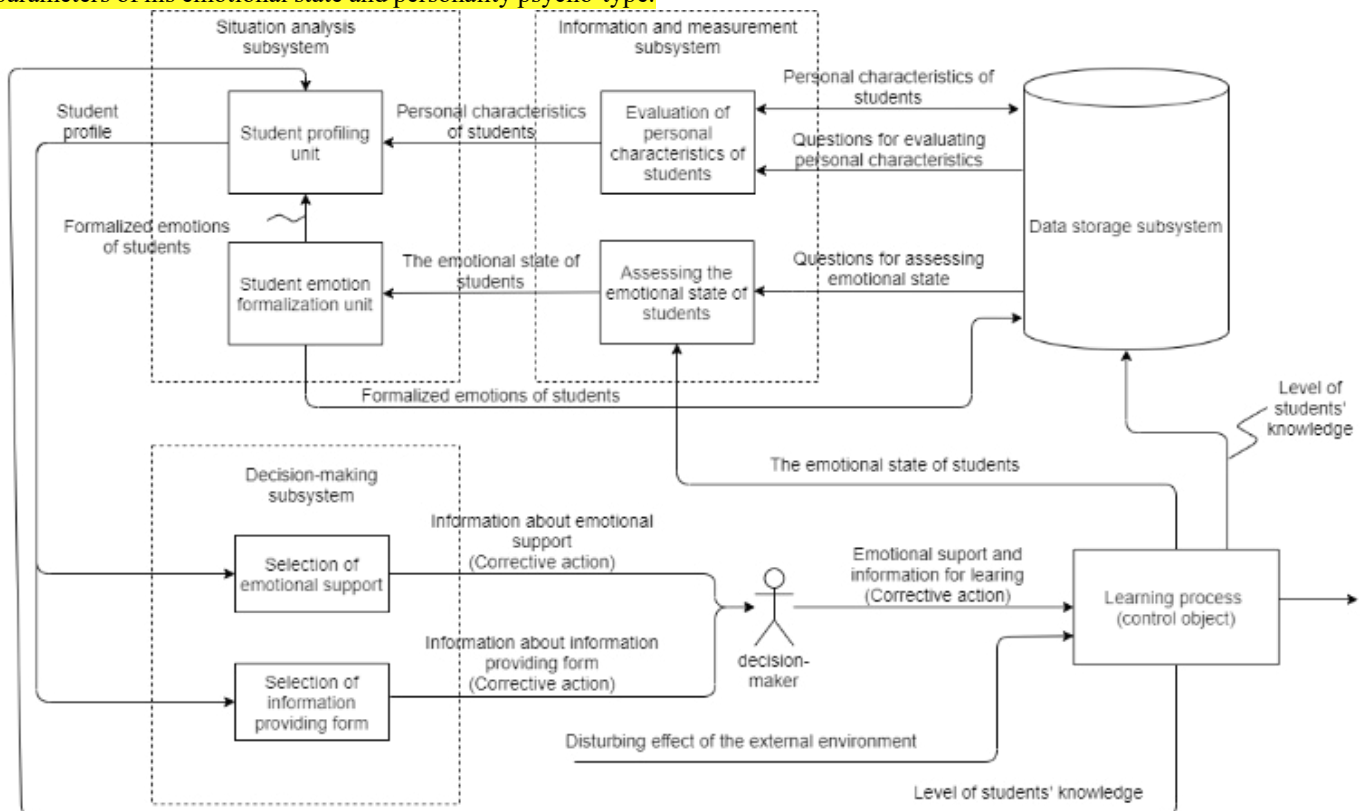 parameters of his emotional state and personality psycho-type.
Situation analysis
subsystem
Information and measurement
subsystem
Student
profile
Student profiling
unit
Personal characteristics
of students
Evaluation of
personal
characteristics of
students
Personal characteristics of
students
Questions for evaluating
personal characteristics
Data storage subsystem
Formalized emotions
of students
Student emotion
formalization unit
The emotional state of
students
Assessing the
emotional state of
students
Questions for assessing
emotional state
Formalized emotions of students
Level of
students'
knowledge
The emotional state of students
Decision-making
subsystem
Selection of
emotional support
Information about emotional
support
(Corrective action)
Selection of
information
providing form
Information about information
providing form
(Corrective action)
decision-
maker
Emotional suport and
information for learing
(Corrective action)
Learning process
(control object)
Disturbing effect of the external environment
Level of students' knowledge